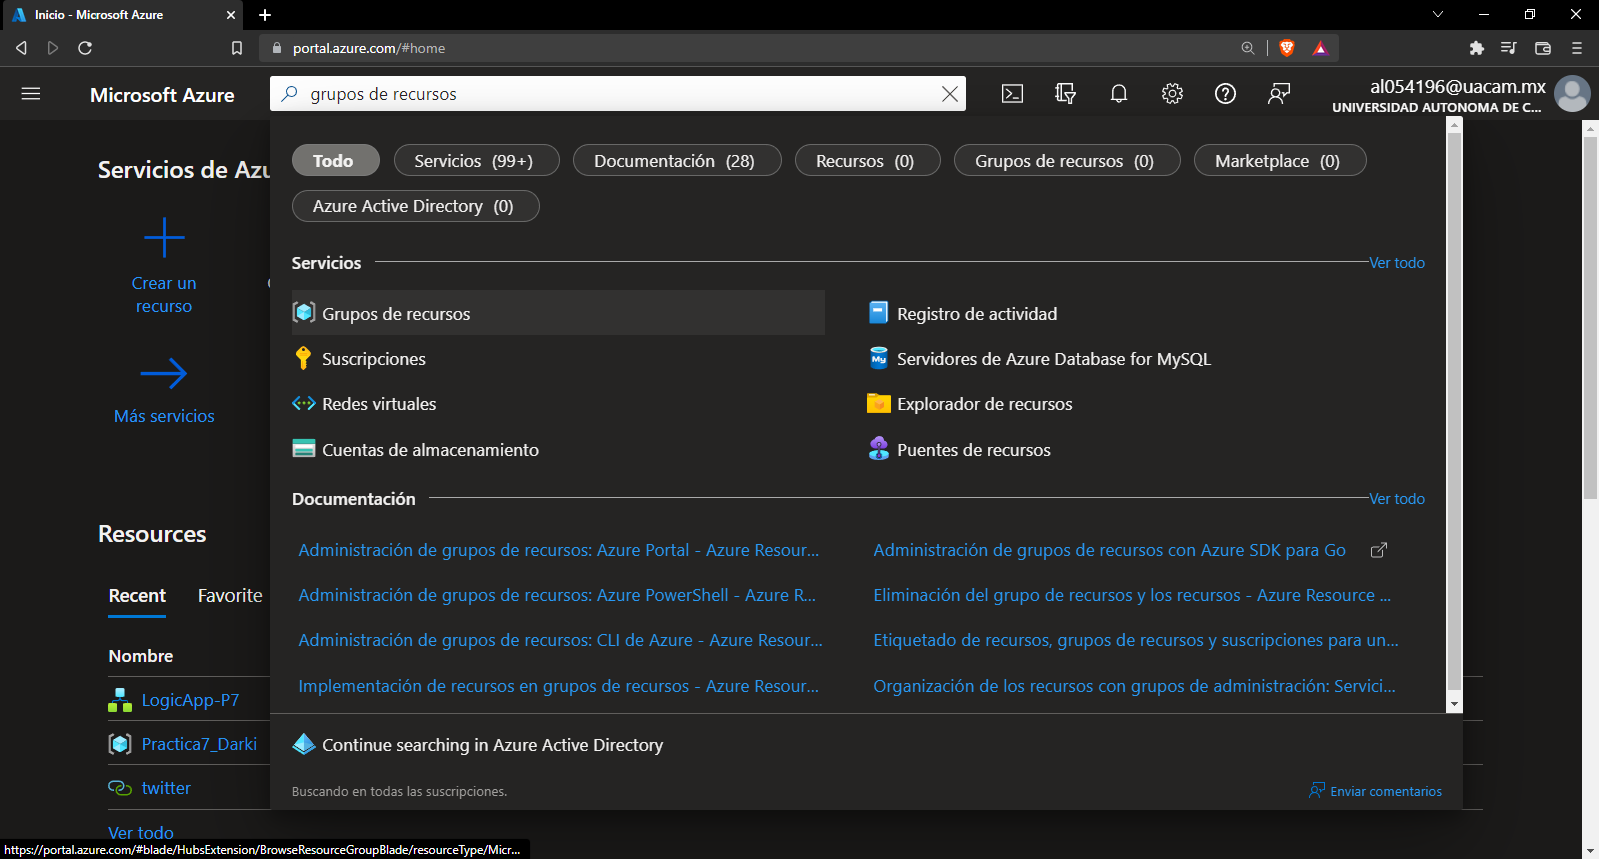 Inicio - Microsoft Azure
portal.azure.com/#home
Microsoft Azure
grupos de recursos
al054196@uacam.mx
UNIVERSIDAD AUTONOMA DE C...
Servicios de Azu
Crear un
recurso
Más servicios
Todo
Servicios (99+)
Documentación (28)
Recursos (0)
Grupos de recursos (0)
Marketplace (0)
Azure Active Directory (0)
Servicios
Ver todo
Grupos de recursos
Registro de actividad
Suscripciones
Servidores de Azure Database for MySQL
Redes virtuales
Explorador de recursos
Cuentas de almacenamiento
Puentes de recursos
Documentación
Ver todo
Administración de grupos de recursos: Azure Portal - Azure Resour...
Administración de grupos de recursos con Azure SDK para Go
Administración de grupos de recursos: Azure PowerShell - Azure R...
Eliminación del grupo de recursos y los recursos - Azure Resource ...
Administración de grupos de recursos: CLI de Azure - Azure Resour...
Etiquetado de recursos, grupos de recursos y suscripciones para un...
Implementación de recursos en grupos de recursos - Azure Resour...
Organización de los recursos con grupos de administración: Servici...
Continue searching in Azure Active Directory
Buscando en todas las suscripciones.
Enviar comentarios
Resources
Recent
Favorite
Nombre
LogicApp-P7
Practica7_Darki
twitter
Ver todo
https://portal.azure.com/#blade/HubsExtension/BrowseResourceGroupBlade/resourceType/Micr...